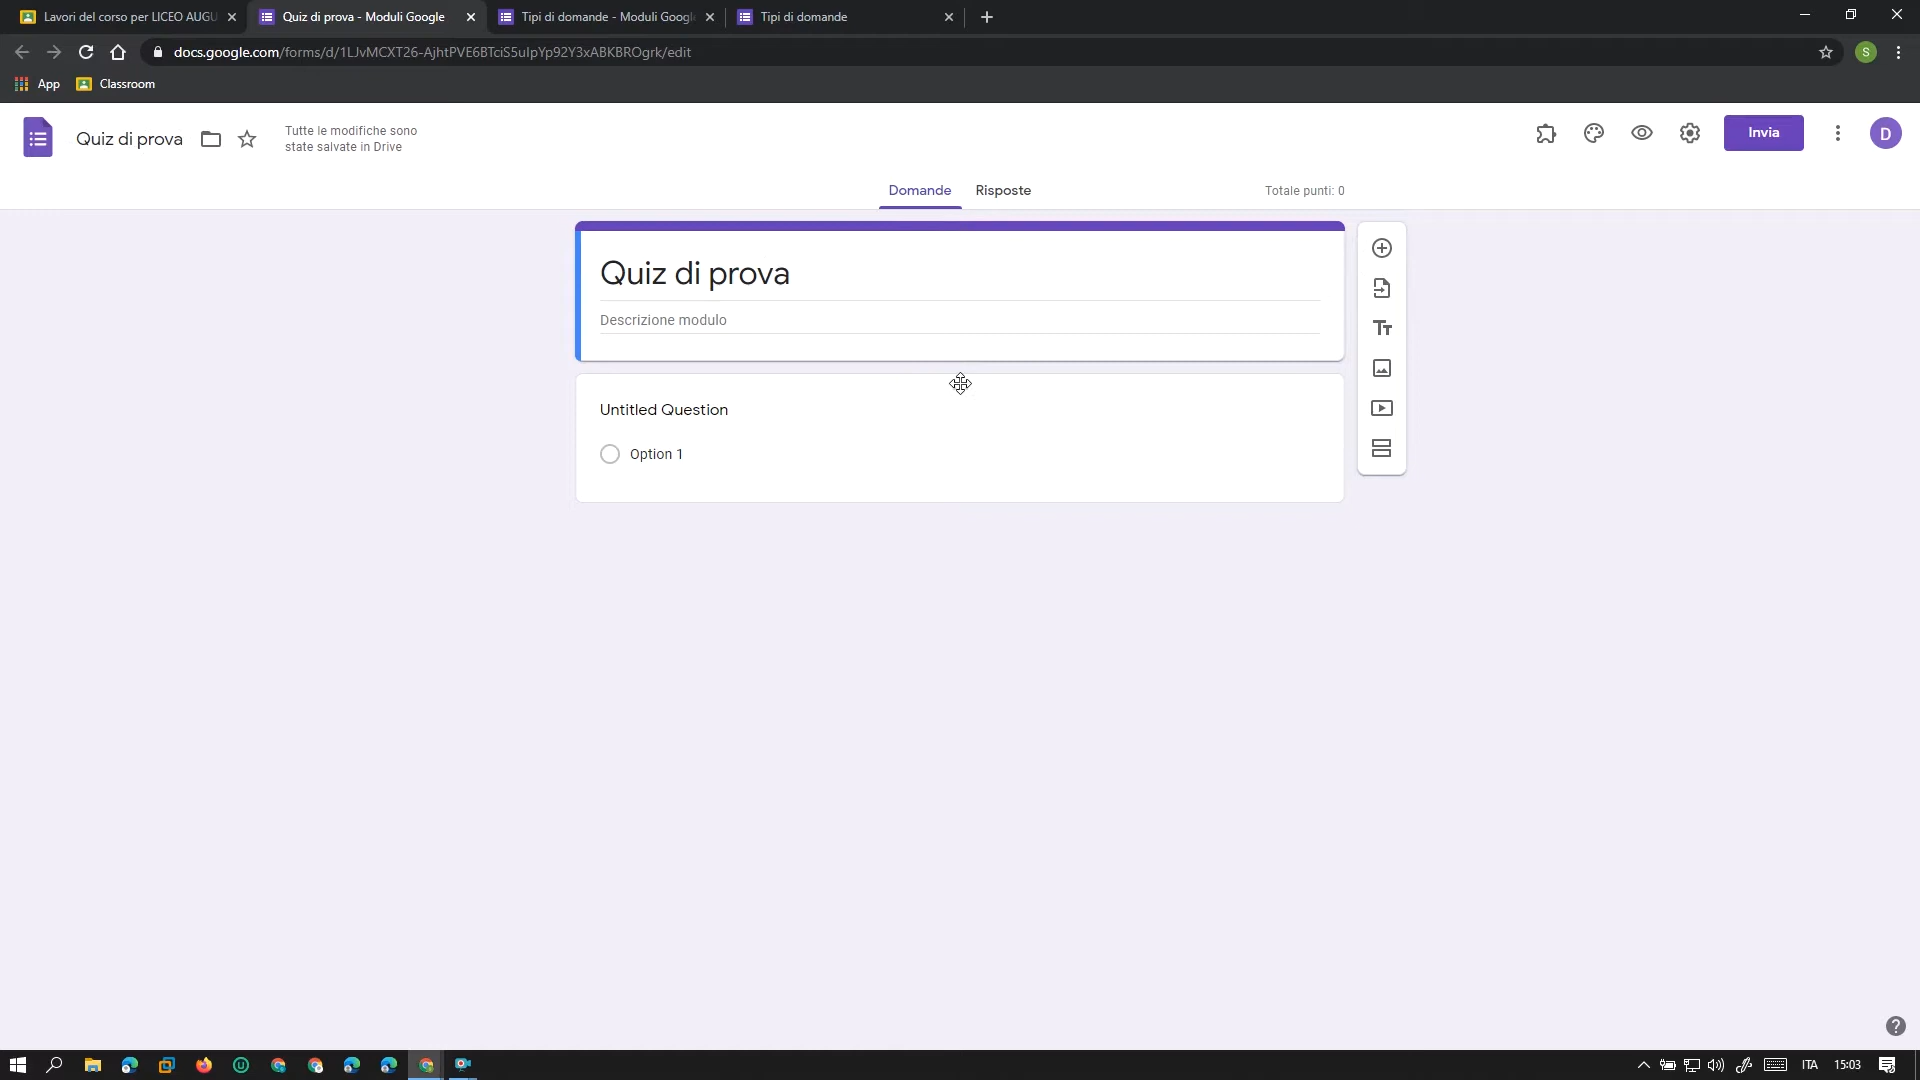 Lavori del corso per LICEO AUGU
Quiz di prova - Moduli Google
Tipi di domande - Moduli Googl
Tipi di domande
docs.google.com/forms/d/1LJvMCXT26-AjhtPVE6BTciS5uIpYp92Y3xABKBROgrk/edit
S
App
Classroom
Quiz di prova
Tutte le modifiche sono
state salvate in Drive
Invia
D
Domande
Risposte
Totale punti: 0
Quiz di prova
Descrizione modulo
Tt
Untitled Question
Option 1
ITA
15:03